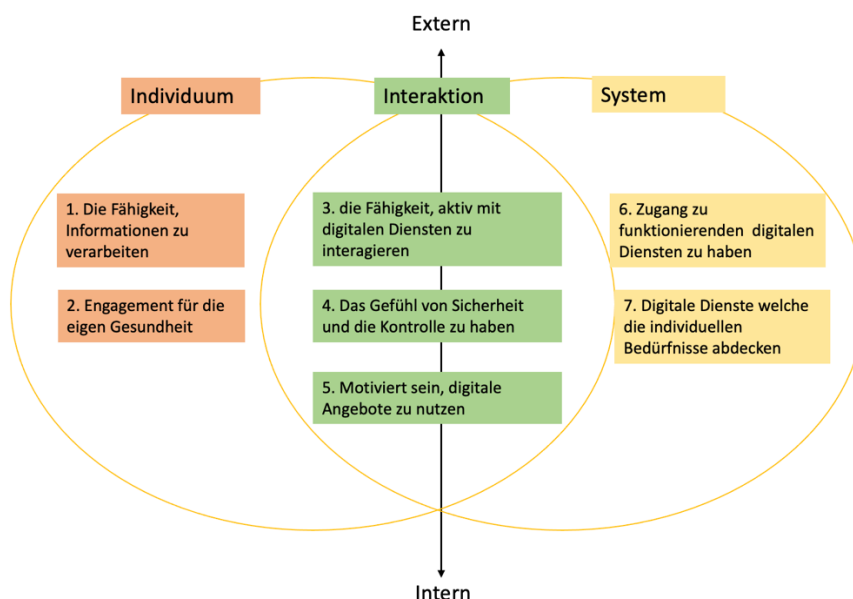 Extern
Individuum
Interaktion
System
1. Die Fähigkeit,
Informationen zu
verarbeiten
2. Engagement für die
eigen Gesundheit
3. die Fähigkeit, aktiv mit
digitalen Diensten zu
interagieren
4. Das Gefühl von Sicherheit
und die Kontrolle zu haben
5. Motiviert sein, digitale
Angebote zu nutzen
6. Zugang zu
funktionierenden digitalen
Diensten zu haben
7. Digitale Dienste welche
die individuellen
Bedürfnisse abdecken
Intern